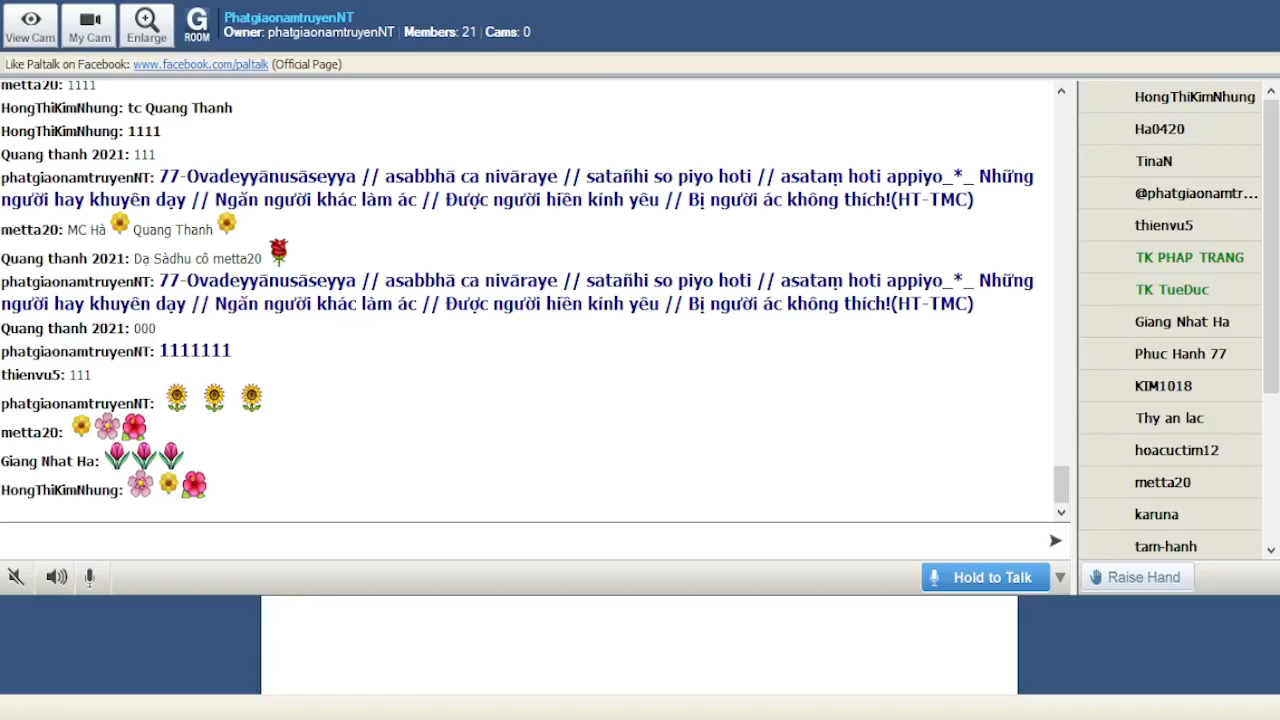 View Cam
My Cam
Enlarge
G
ROOM
PhatgiaonamtruyenNT
Owner: phatgiaonamtruyenNT | Members: 21 | Cams: 0
Like Paltalk on Facebook: www.facebook.com/paltalk (Official Page)
metta20: 1111
HongThiKimNhung: tc Quang Thanh
HongThiKimNhung: 1111
Quang thanh 2021: 111
phatgiaonamtruyenNT: 77-Ovadeyyānusāseyya // asabbhā ca nivāraye // satañhi so piyo hoti // asataṃ hoti appiyo_*_ Những
người hay khuyên dạy // Ngăn người khác làm ác // Được người hiền kính yêu // Bị người ác không thích!(HT-TMC)
metta20: MC Hà Quang Thanh
Quang thanh 2021: Dạ Sàdhu cô metta20
phatgiaonamtruyenNT: 77-Ovadeyyānusāseyya // asabbhā ca nivāraye // satañhi so piyo hoti // asataṃ hoti appiyo_*_ Những
người hay khuyên dạy // Ngăn người khác làm ác // Được người hiền kính yêu // Bị người ác không thích!(HT-TMC)
Quang thanh 2021: 000
phatgiaonamtruyenNT: 1111111
thienvu5: 111
phatgiaonamtruyenNT:
metta20:
Giang Nhat Ha:
HongThiKimNhung:
Hold to Talk
HongThiKimNhung
Ha0420
TinaN
@phatgiaonamtr...
thienvu5
TK PHAP TRANG
TK TueDuc
Giang Nhat Ha
Phuc Hanh 77
KIM1018
Thy an lac
hoacuctim12
metta20
karuna
tam-hanh
Raise Hand